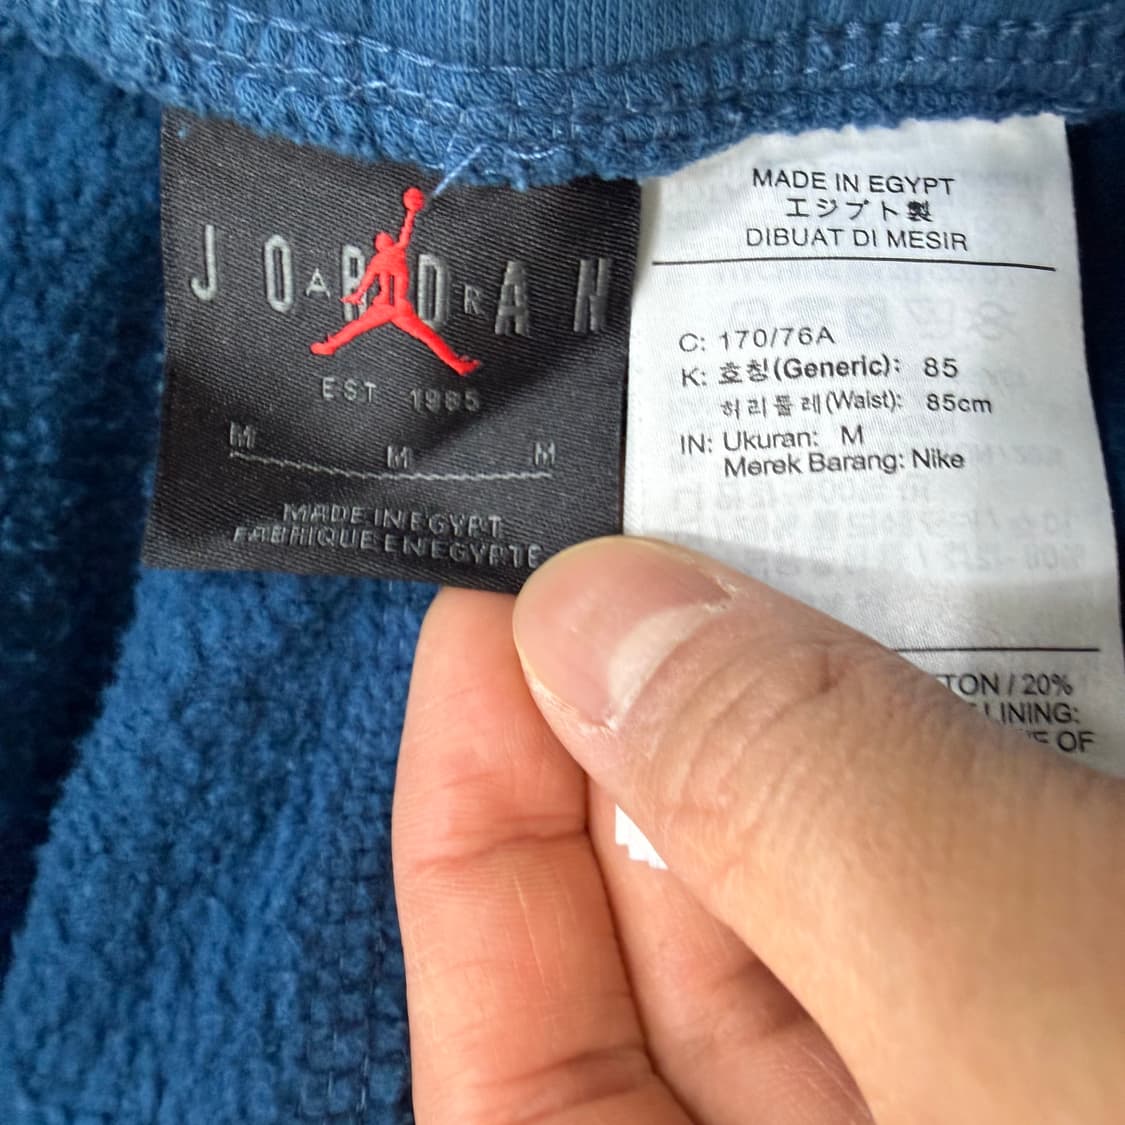 JORDAN
AIR
EST 1985
M M M
MADE IN EGYPT
FABRIQUE EN EGYPTE
MADE IN EGYPT
エジプト製
DIBUAT DI MESIR
C: 170/76A
K: 호칭(Generic): 85
허리둘레(Waist): 85cm
IN: Ukuran: M
Merek Barang: Nike
TON / 20%
LINING:
OF